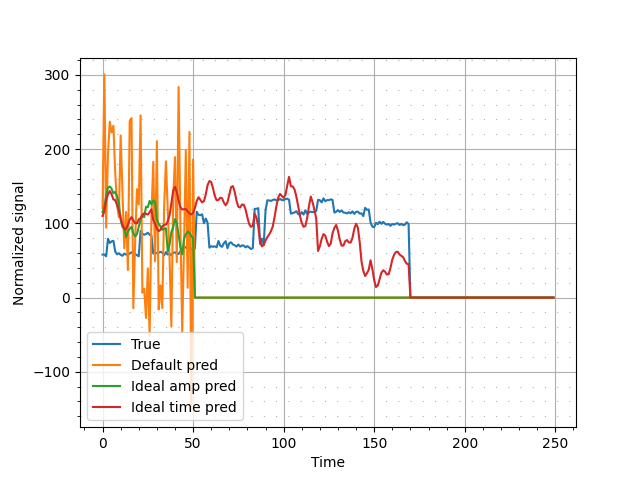 300
200
100
0
−100
Normalized signal
True
Default pred
Ideal amp pred
Ideal time pred
0 50 100 150 200 250
Time